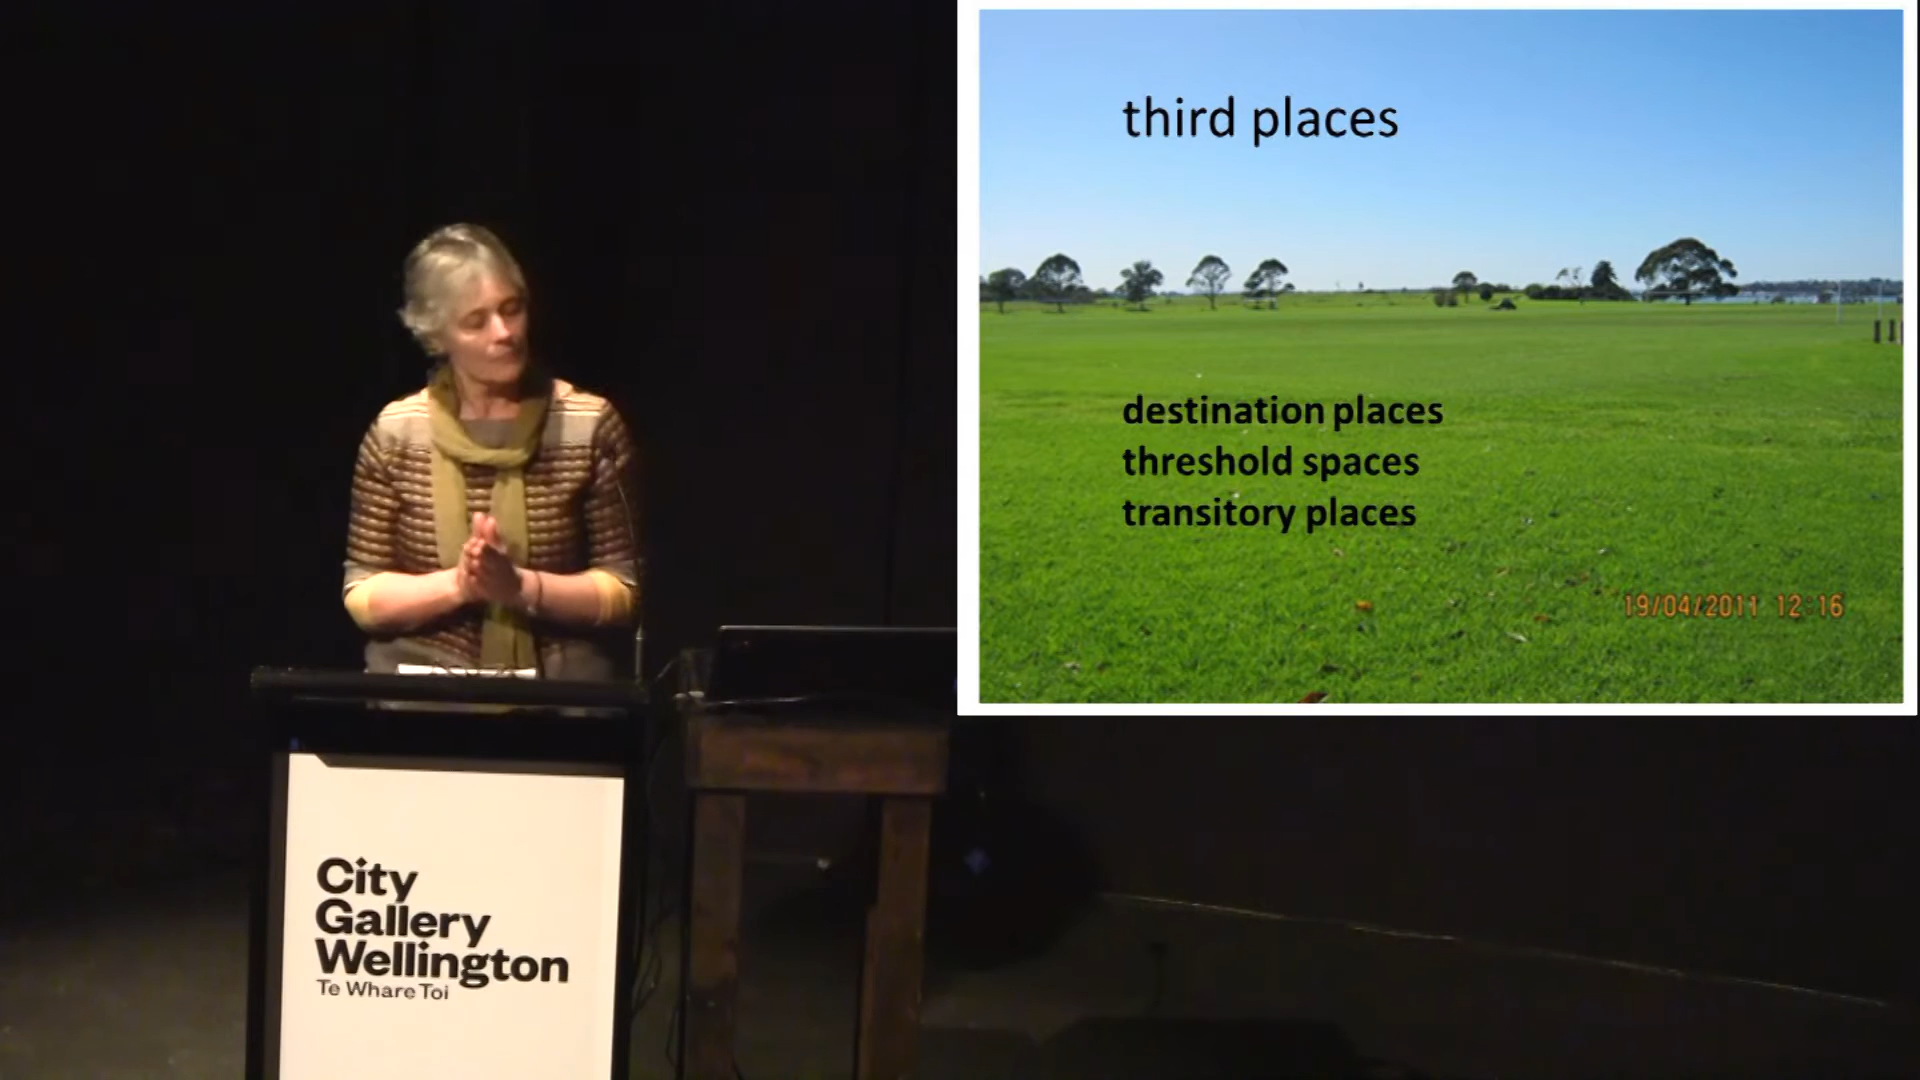 third places
destination places
threshold spaces
transitory places
19/04/2011 12:16
City
Gallery
Wellington
Te Whare Toi